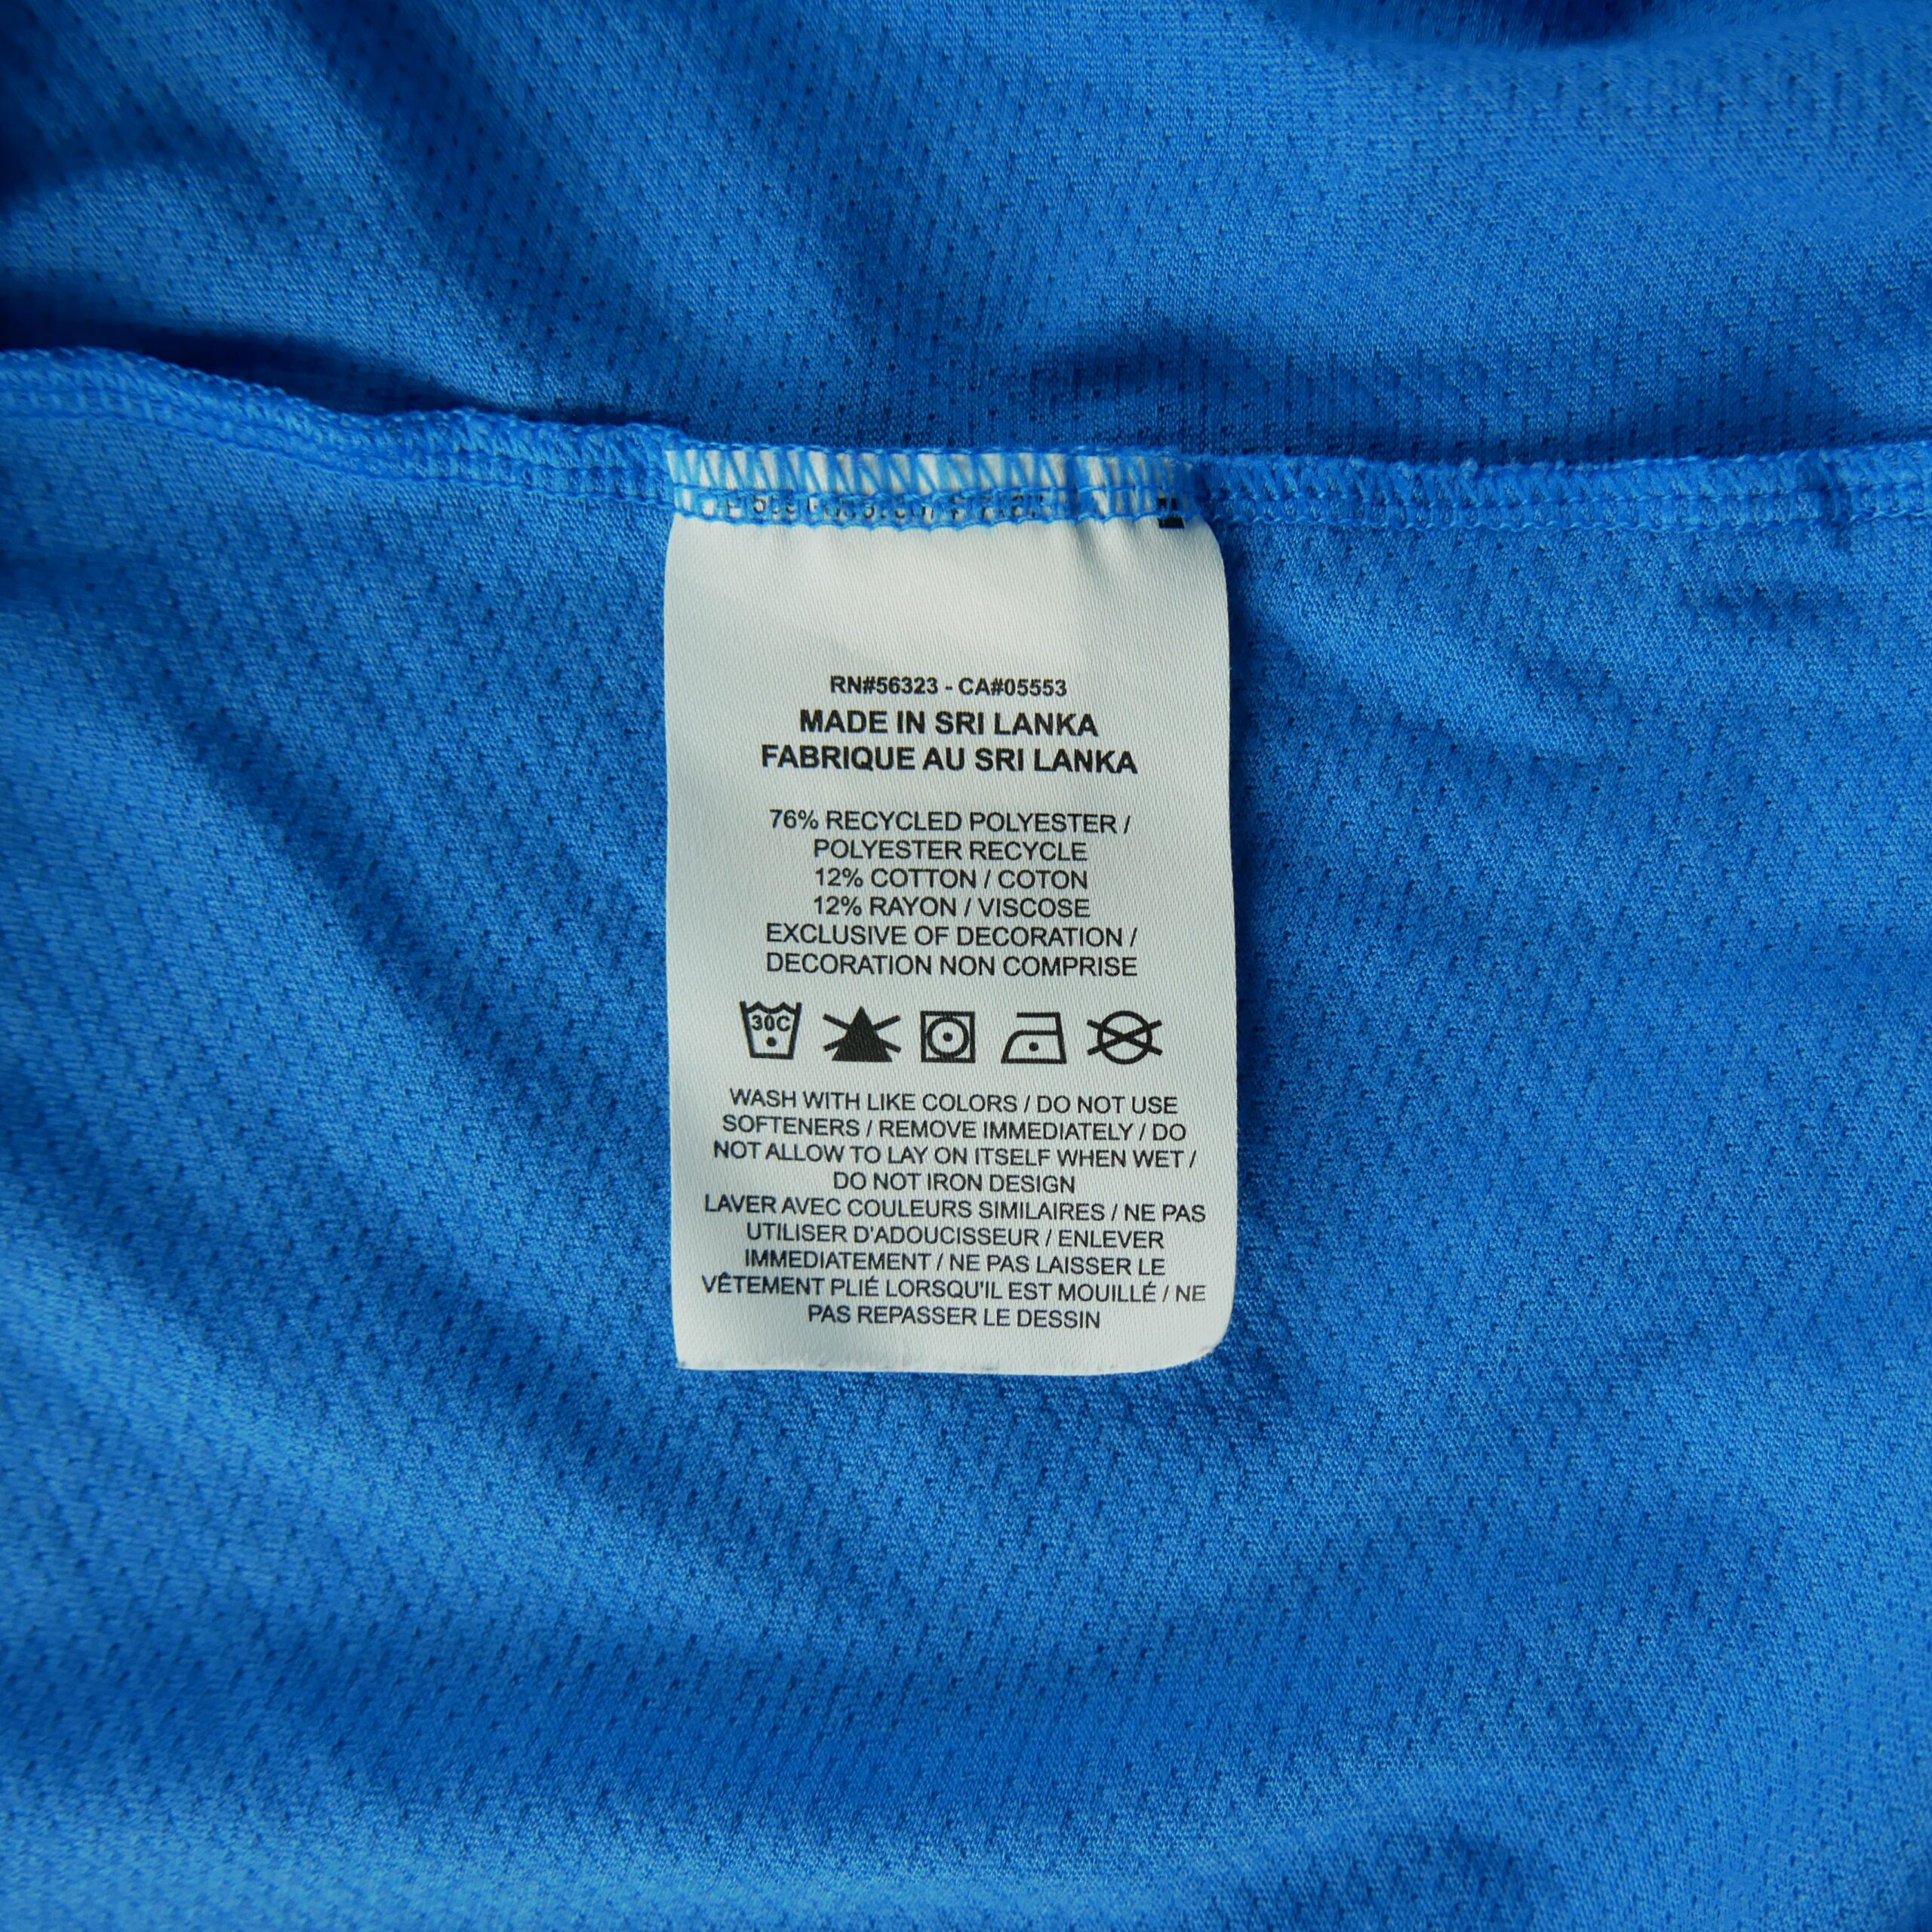 RN#56323 - CA#05553
MADE IN SRI LANKA
FABRIQUE AU SRI LANKA
76% RECYCLED POLYESTER /
POLYESTER RECYCLE
12% COTTON / COTON
12% RAYON / VISCOSE
EXCLUSIVE OF DECORATION /
DECORATION NON COMPRISE
30C
WASH WITH LIKE COLORS / DO NOT USE
SOFTENERS / REMOVE IMMEDIATELY / DO
NOT ALLOW TO LAY ON ITSELF WHEN WET /
DO NOT IRON DESIGN
LAVER AVEC COULEURS SIMILAIRES / NE PAS
UTILISER D'ADOUCISSEUR / ENLEVER
IMMEDIATEMENT / NE PAS LAISSER LE
VÊTEMENT PLIÉ LORSQU'IL EST MOUILLÉ / NE
PAS REPASSER LE DESSIN